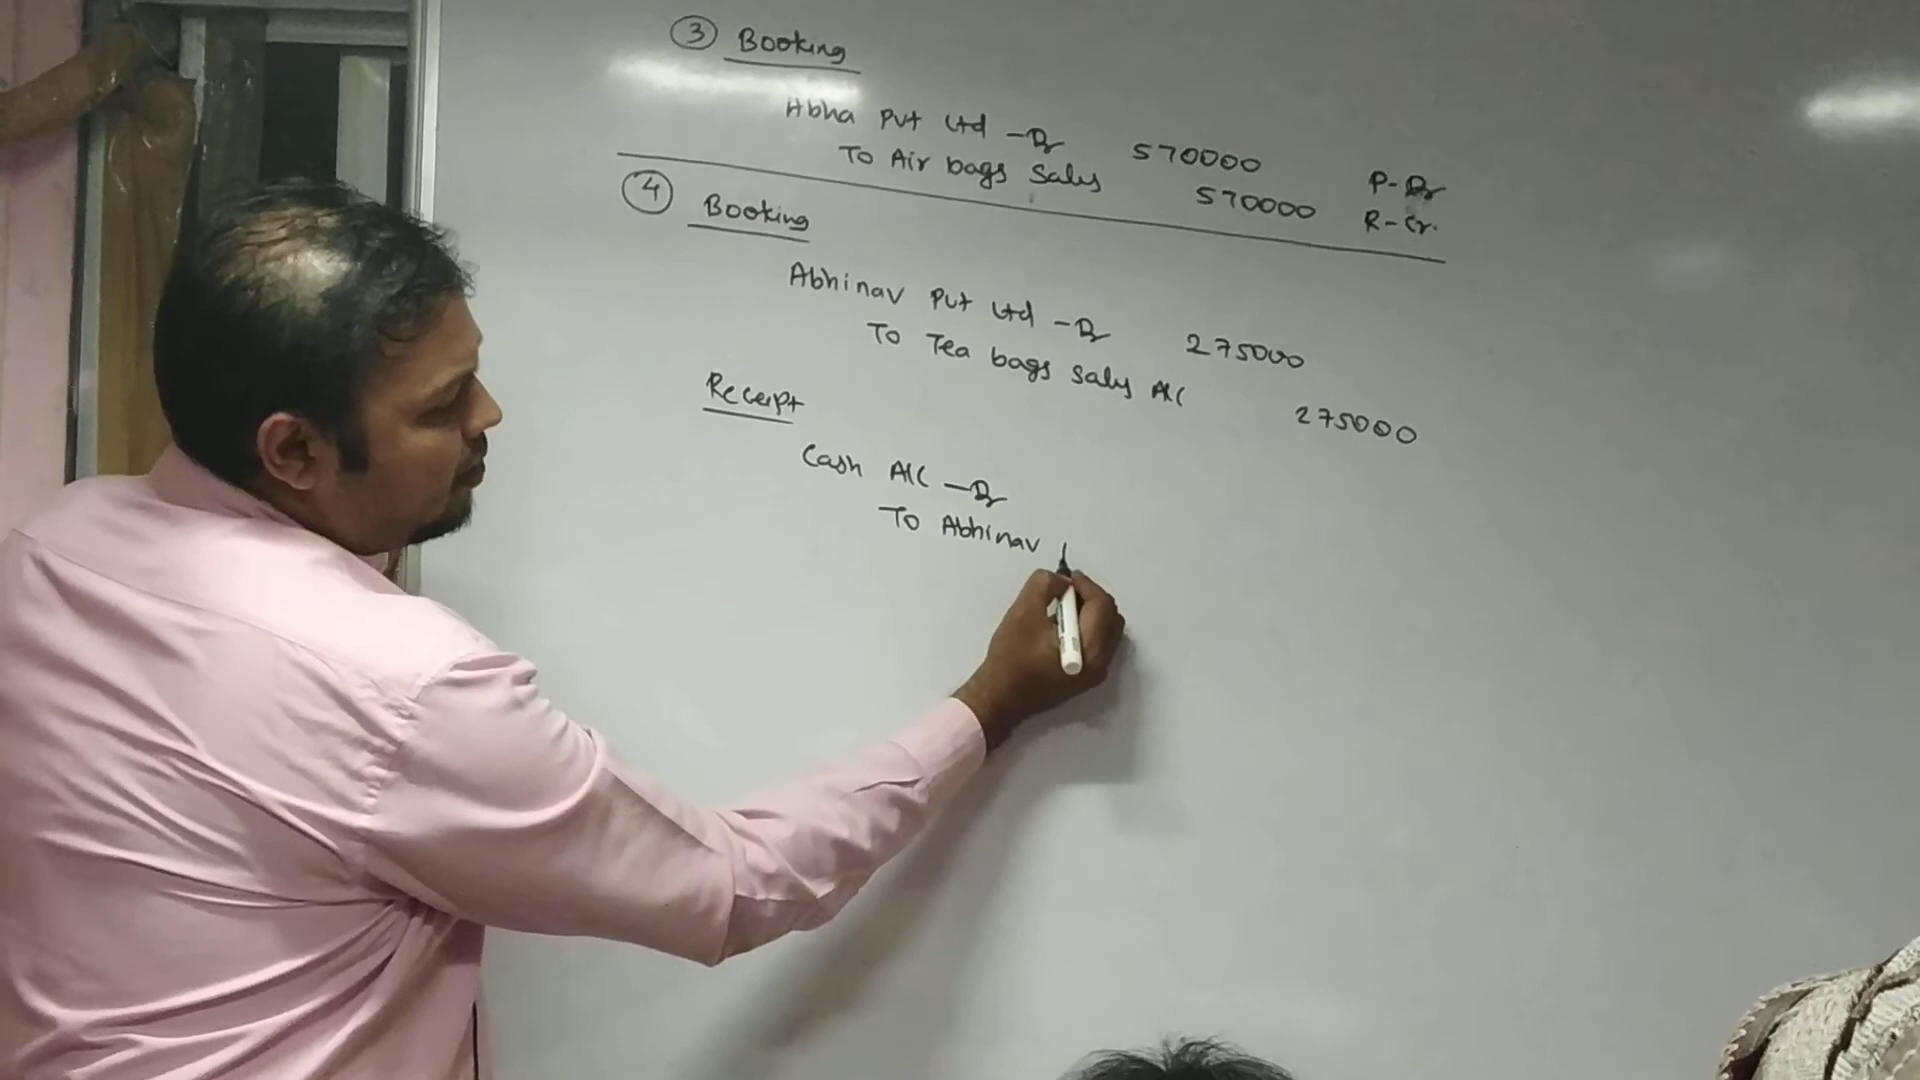 3 Booking
Abha Pvt Ltd - Dr 570000 P - Dr
To Air bags Sales 570000 R - Cr.
4 Booking
Abhinav Pvt Ltd - Dr 275000
To Tea bags Sales A/C 275000
Receipt
Cash A/C - Dr
To Abhinav